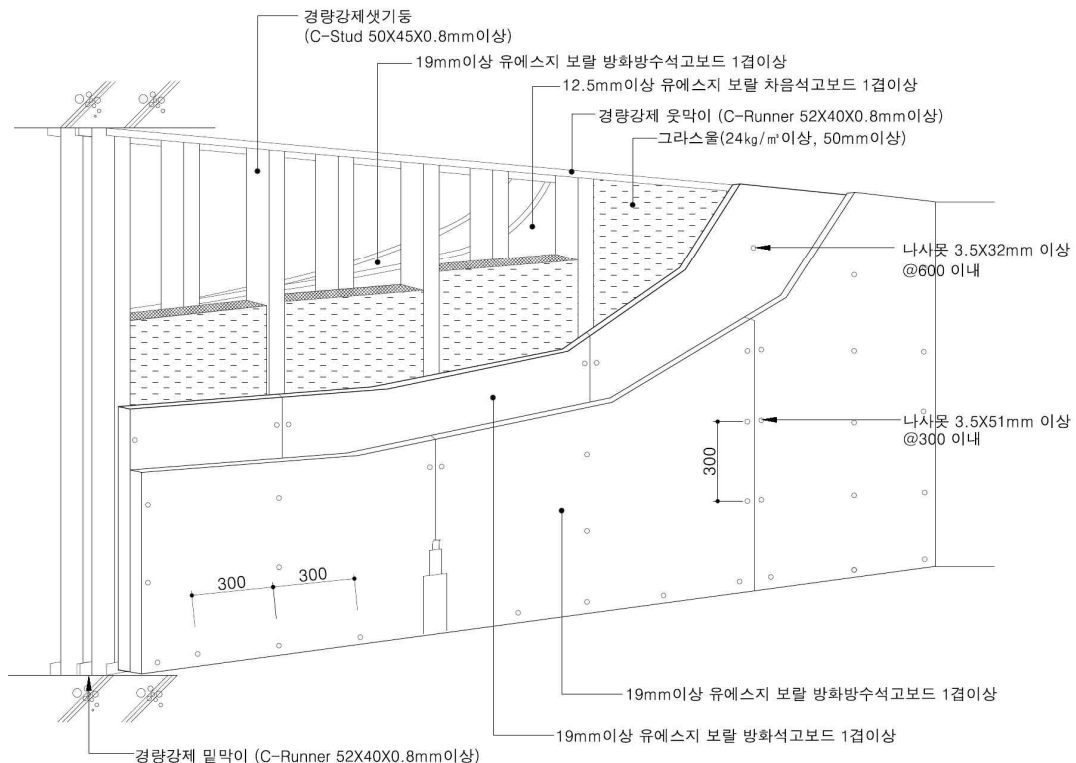 경량강제샛기둥
(C-Stud 50X45X0.8mm이상)
19mm이상 유에스지 보랄 방화방수석고보드 1겹이상
12.5mm이상 유에스지 보랄 차음석고보드 1겹이상
경량강제 웃막이 (C-Runner 52X40X0.8mm이상)
그라스울(24kg/㎥이상, 50mm이상)
나사못 3.5X32mm 이상
@600 이내
나사못 3.5X51mm 이상
@300 이내
300
300
300
19mm이상 유에스지 보랄 방화방수석고보드 1겹이상
19mm이상 유에스지 보랄 방화석고보드 1겹이상
경량강제 밑막이 (C-Runner 52X40X0.8mm이상)